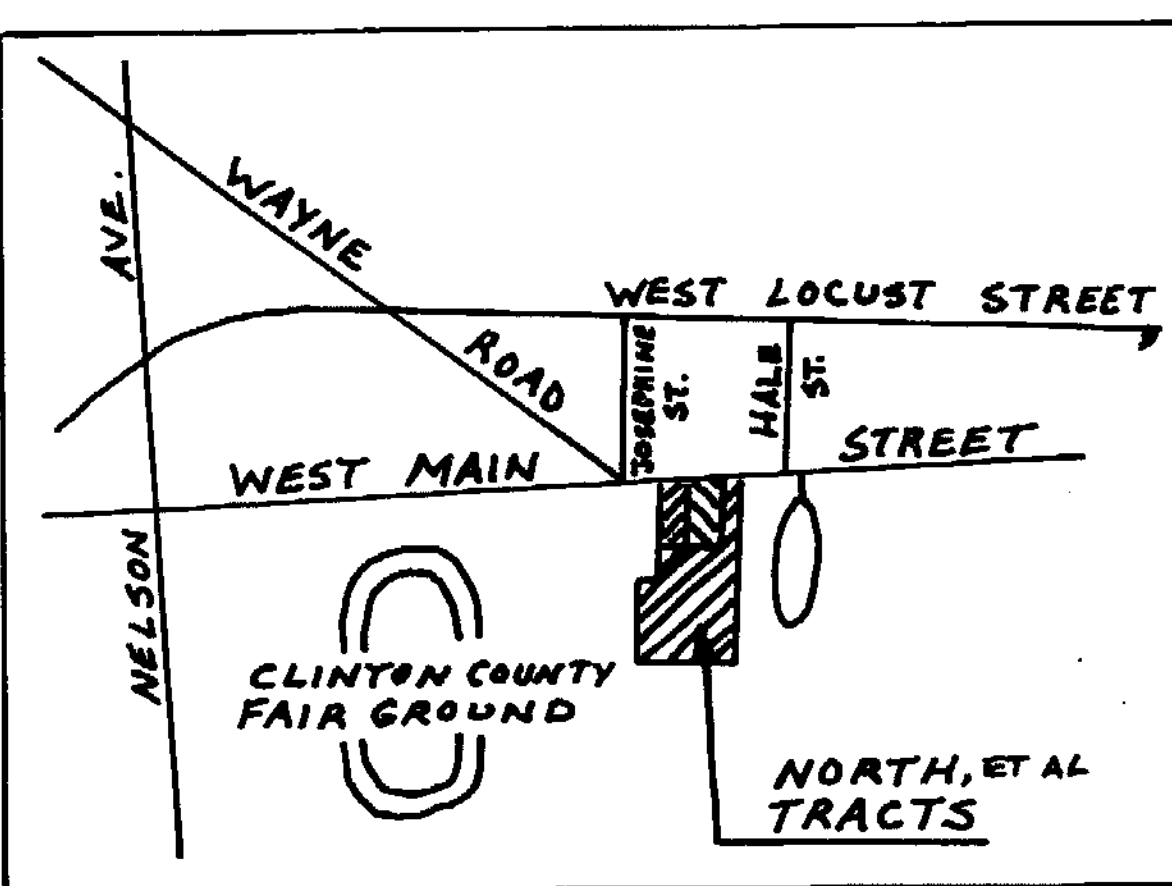 AVE.
WAYNE
ROAD
WEST LOCUST STREET
JOSEPHINE
ST.
HALE
ST.
WEST MAIN STREET
NELSON
CLINTON COUNTY
FAIR GROUND
NORTH, ET AL
TRACTS